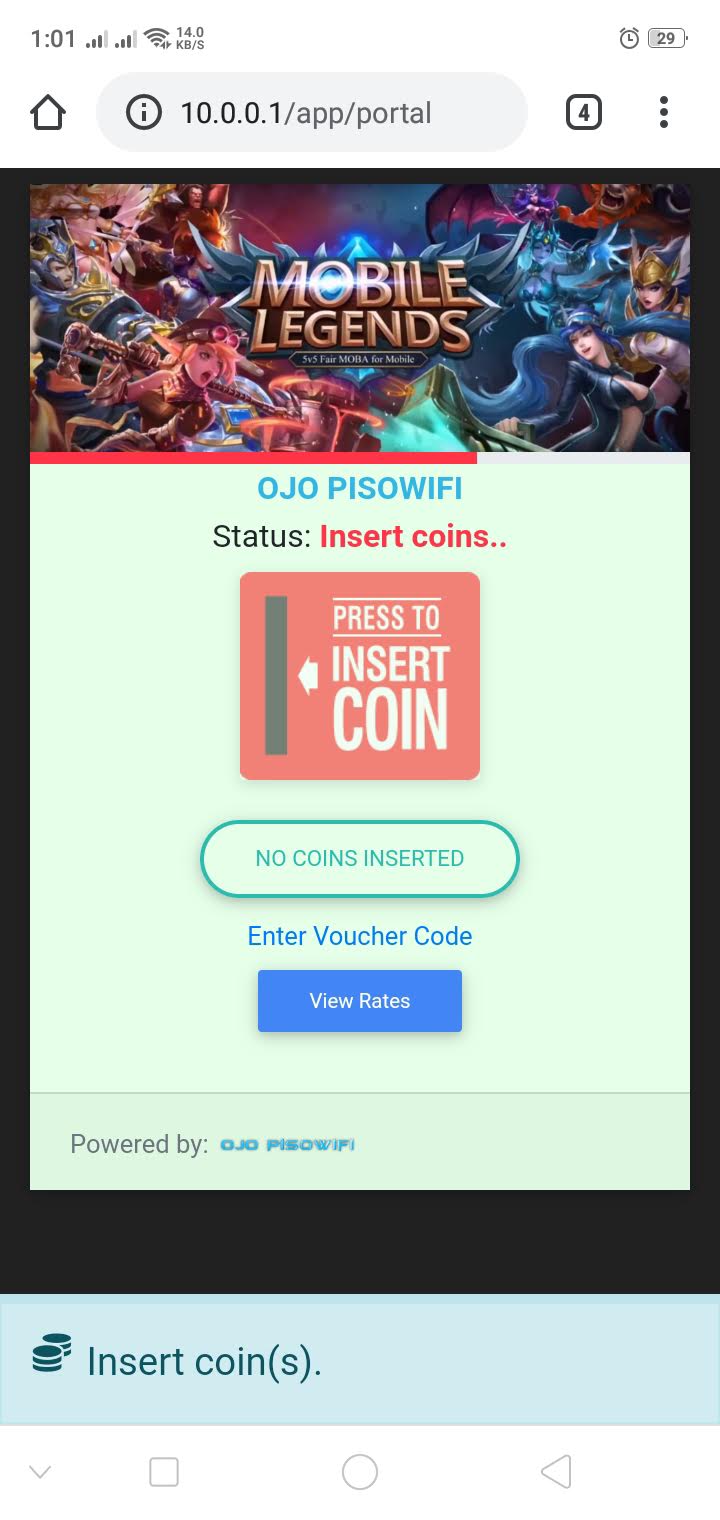 1:01 14.0 KB/S 29
10.0.0.1/app/portal 4
MOBILE
LEGENDS
5v5 Fair MOBA for Mobile
OJO PISOWIFI
Status: Insert coins..
PRESS TO
INSERT
COIN
NO COINS INSERTED
Enter Voucher Code
View Rates
Powered by: OJO PISOWIFI
Insert coin(s).